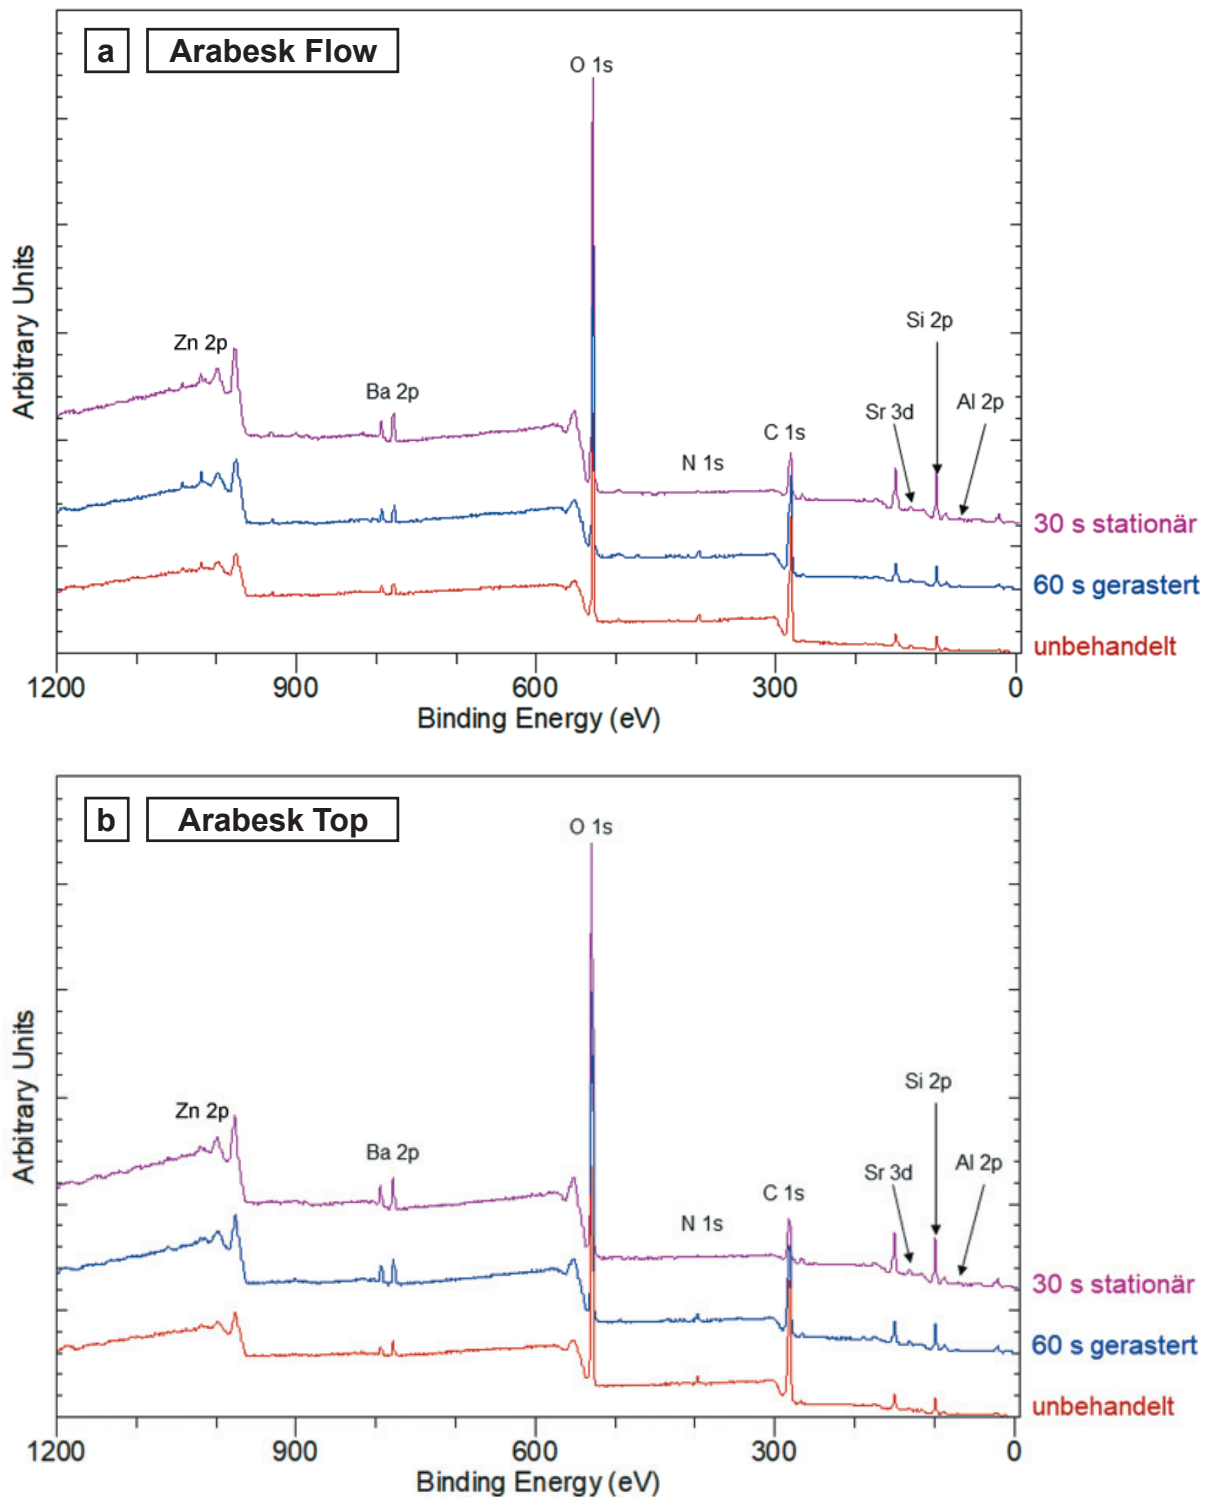 a Arabesk Flow
O 1s
Si 2p
Zn 2p
Ba 2p
Al 2p
Sr 3d
C 1s
N 1s
Arbitrary Units
30 s stationär
60 s gerastert
unbehandelt
1200 900 600 300 0
Binding Energy (eV)
b Arabesk Top
O 1s
Si 2p
Zn 2p
Ba 2p
Al 2p
Sr 3d
C 1s
N 1s
Arbitrary Units
30 s stationär
60 s gerastert
unbehandelt
1200 900 600 300 0
Binding Energy (eV)